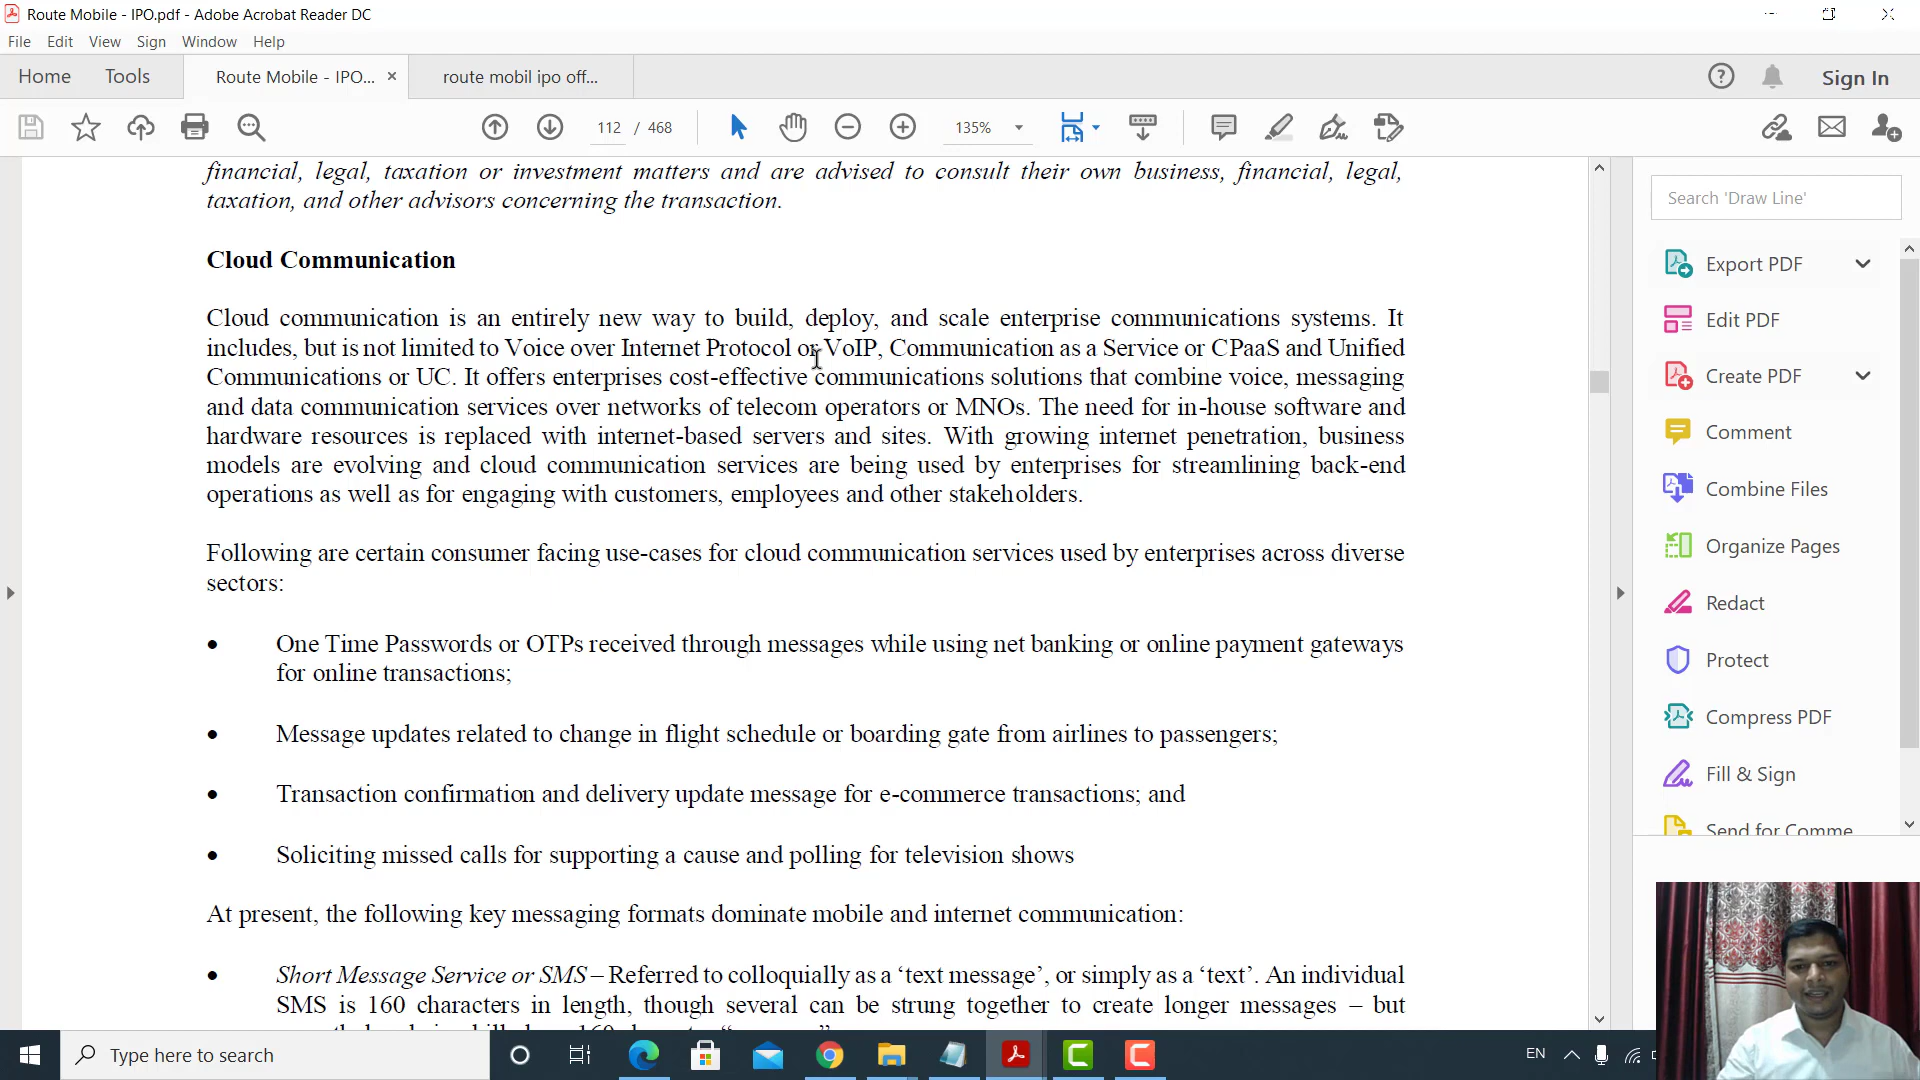 Route Mobile - IPO.pdf - Adobe Acrobat Reader DC
File Edit View Sign Window Help
Home Tools Route Mobile - IPO... × route mobil ipo off... Sign In
112 / 468 135%
financial, legal, taxation or investment matters and are advised to consult their own business, financial, legal,
taxation, and other advisors concerning the transaction.
Cloud Communication
Cloud communication is an entirely new way to build, deploy, and scale enterprise communications systems. It
includes, but is not limited to Voice over Internet Protocol or VoIP, Communication as a Service or CPaaS and Unified
Communications or UC. It offers enterprises cost-effective communications solutions that combine voice, messaging
and data communication services over networks of telecom operators or MNOs. The need for in-house software and
hardware resources is replaced with internet-based servers and sites. With growing internet penetration, business
models are evolving and cloud communication services are being used by enterprises for streamlining back-end
operations as well as for engaging with customers, employees and other stakeholders.
Following are certain consumer facing use-cases for cloud communication services used by enterprises across diverse
sectors:
• One Time Passwords or OTPs received through messages while using net banking or online payment gateways
for online transactions;
• Message updates related to change in flight schedule or boarding gate from airlines to passengers;
• Transaction confirmation and delivery update message for e-commerce transactions; and
• Soliciting missed calls for supporting a cause and polling for television shows
At present, the following key messaging formats dominate mobile and internet communication:
• Short Message Service or SMS – Referred to colloquially as a ‘text message’, or simply as a ‘text’. An individual
SMS is 160 characters in length, though several can be strung together to create longer messages – but
Search 'Draw Line'
Export PDF
Edit PDF
Create PDF
Comment
Combine Files
Organize Pages
Redact
Protect
Compress PDF
Fill & Sign
Send for Comme
Type here to search
EN